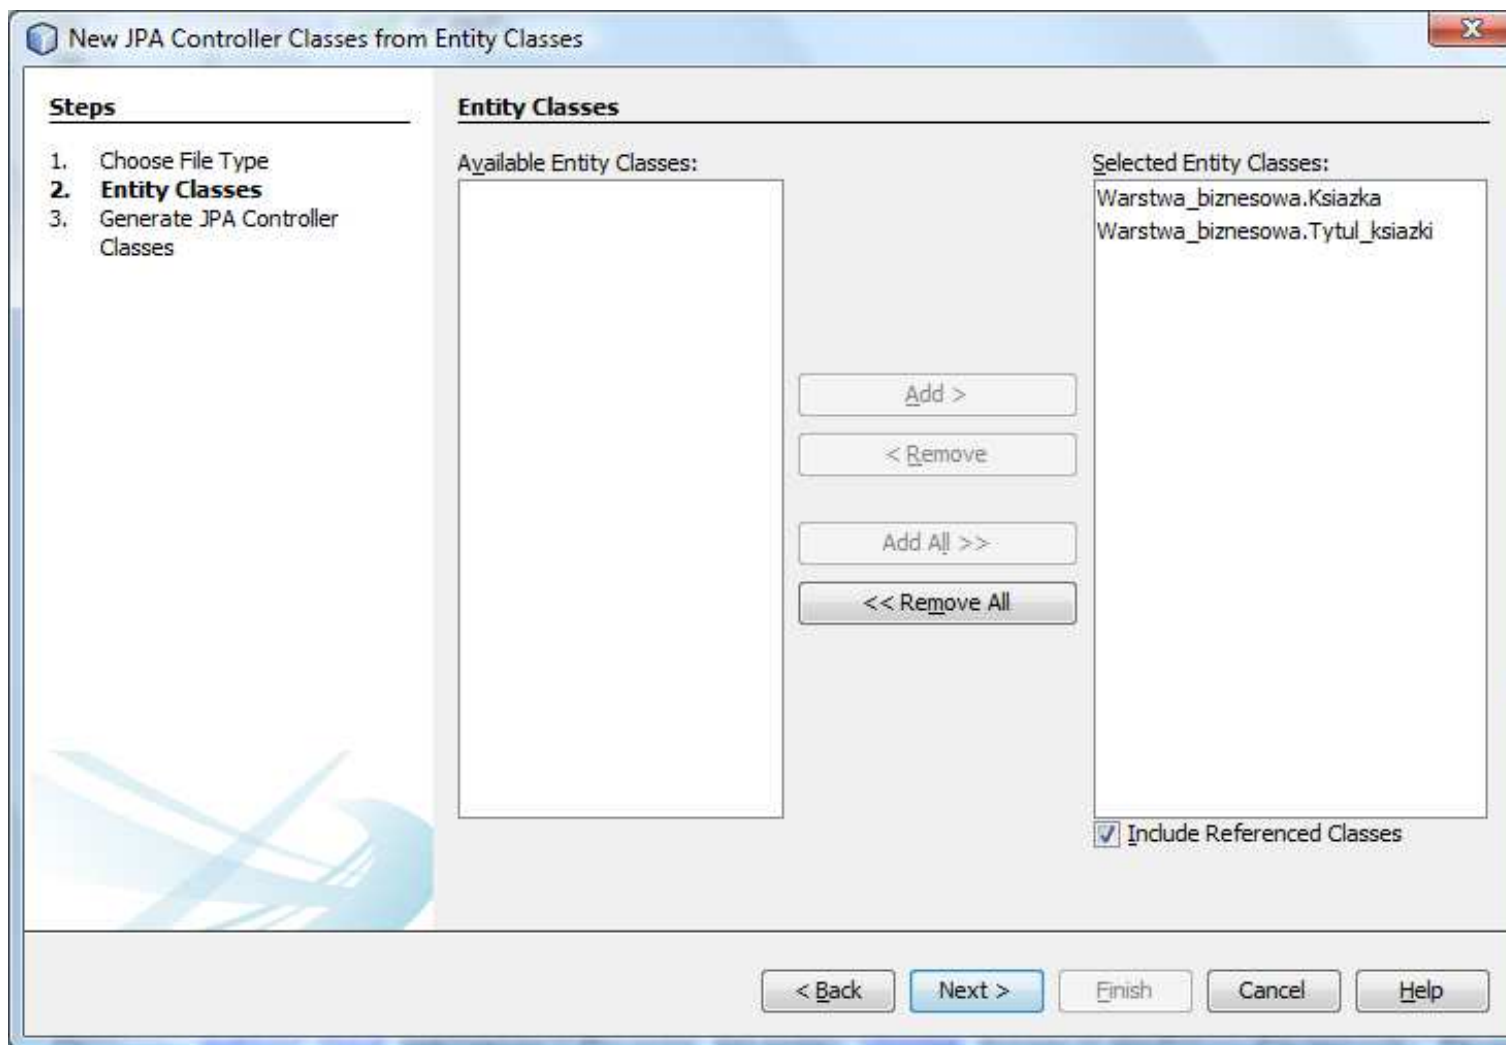 New JPA Controller Classes from Entity Classes
Steps
1. Choose File Type
2. Entity Classes
3. Generate JPA Controller
Classes
Entity Classes
Available Entity Classes:
Add >
< Remove
Add All >>
<< Remove All
Selected Entity Classes:
Warstwa_biznesowa.Ksiazka
Warstwa_biznesowa.Tytul_ksiazki
Include Referenced Classes
< Back Next > Finish Cancel Help